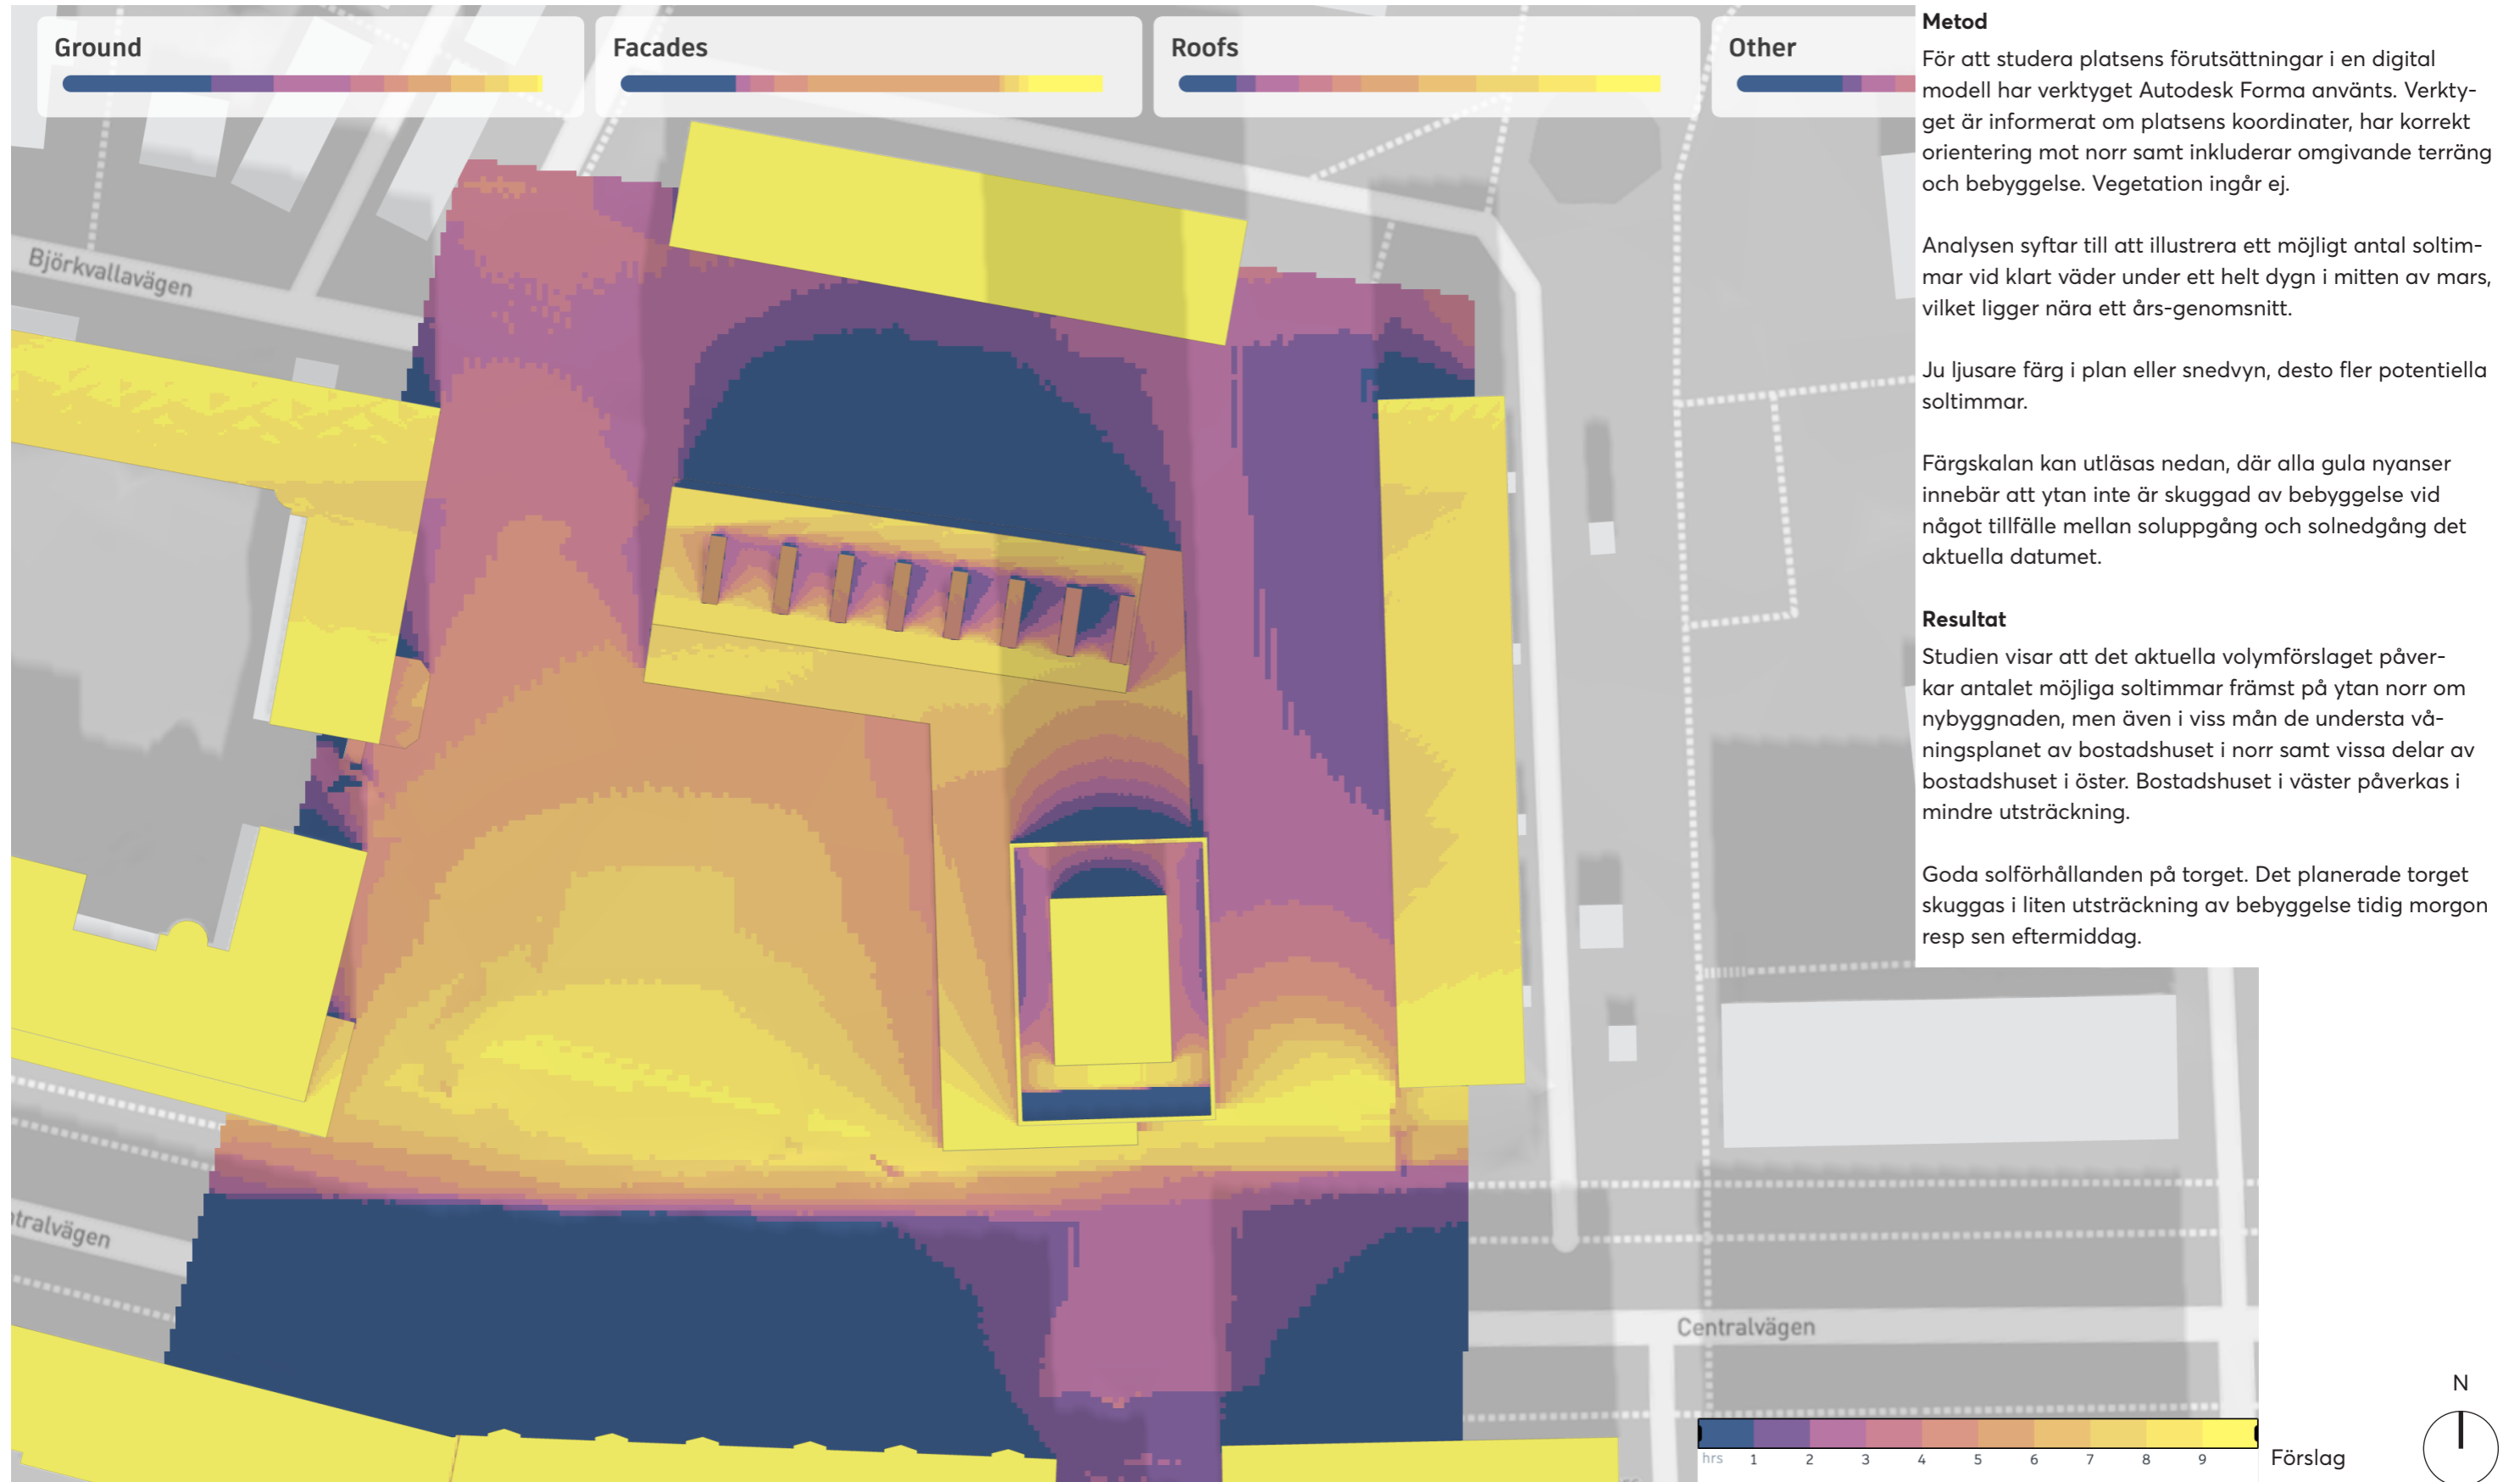 Ground
Facades
Roofs
Other
Björkvallavägen
Centralvägen
hrs 1 2 3 4 5 6 7 8 9
Förslag
N
Metod
För att studera platsens förutsättningar i en digital
modell har verktyget Autodesk Forma använts. Verkty-
get är informerat om platsens koordinater, har korrekt
orientering mot norr samt inkluderar omgivande terräng
och bebyggelse. Vegetation ingår ej.
Analysen syftar till att illustrera ett möjligt antal soltim-
mar vid klart väder under ett helt dygn i mitten av mars,
vilket ligger nära ett års-genomsnitt.
Ju ljusare färg i plan eller snedvyn, desto fler potentiella
soltimmar.
Färgskalan kan utläsas nedan, där alla gula nyanser
innebär att ytan inte är skuggad av bebyggelse vid
något tillfälle mellan soluppgång och solnedgång det
aktuella datumet.
Resultat
Studien visar att det aktuella volymförslaget påver-
kar antalet möjliga soltimmar främst på ytan norr om
nybyggnaden, men även i viss mån de understa vå-
ningsplanet av bostadshuset i norr samt vissa delar av
bostadshuset i öster. Bostadshuset i väster påverkas i
mindre utsträckning.
Goda solförhållanden på torget. Det planerade torget
skuggas i liten utsträckning av bebyggelse tidig morgon
resp sen eftermiddag.